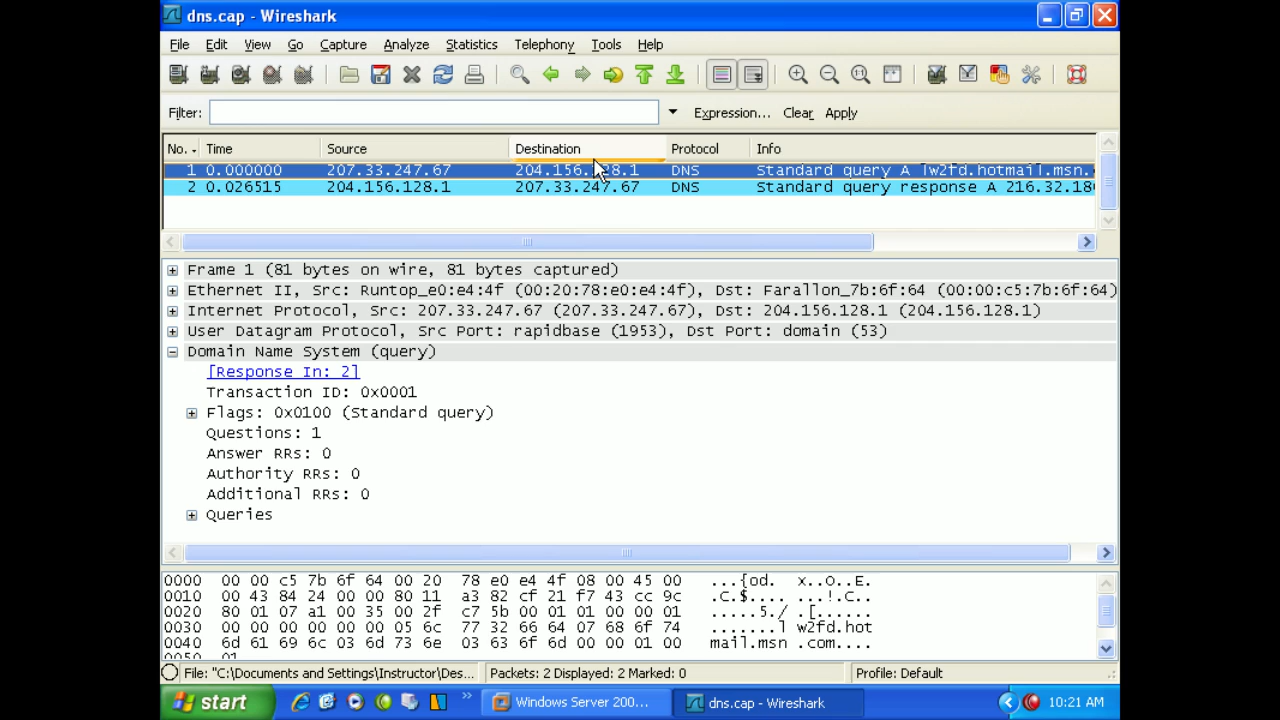 dns.cap - Wireshark
File Edit View Go Capture Analyze Statistics Telephony Tools Help
Filter: Expression... Clear Apply
No. Time Source Destination Protocol Info
1 0.000000 207.33.247.67 204.156.128.1 DNS Standard query A lw2fd.hotmail.msn.
2 0.026515 204.156.128.1 207.33.247.67 DNS Standard query response A 216.32.18
Frame 1 (81 bytes on wire, 81 bytes captured)
Ethernet II, Src: Runtop_e0:e4:4f (00:20:78:e0:e4:4f), Dst: Farallon_7b:6f:64 (00:00:c5:7b:6f:64)
Internet Protocol, Src: 207.33.247.67 (207.33.247.67), Dst: 204.156.128.1 (204.156.128.1)
User Datagram Protocol, Src Port: rapidbase (1953), Dst Port: domain (53)
Domain Name System (query)
[Response In: 2]
Transaction ID: 0x0001
Flags: 0x0100 (Standard query)
Questions: 1
Answer RRs: 0
Authority RRs: 0
Additional RRs: 0
Queries
0000 00 00 c5 7b 6f 64 00 20 78 e0 e4 4f 08 00 45 00 ...{od. x..O..E.
0010 00 43 84 24 00 00 80 11 a3 82 cf 21 f7 43 cc 9c .C.$.... ...!.C..
0020 80 01 07 a1 00 35 00 2f c7 5b 00 01 01 00 00 01 .....5./ .[......
0030 00 00 00 00 00 00 05 6c 77 32 66 64 07 68 6f 74 .......l w2fd.hot
0040 6d 61 69 6c 03 6d 73 6e 03 63 6f 6d 00 00 01 00 mail.msn .com....
0050 01
File: "C:\Documents and Settings\Instructor\Des... Packets: 2 Displayed: 2 Marked: 0 Profile: Default
start Windows Server 200... dns.cap - Wireshark 10:21 AM